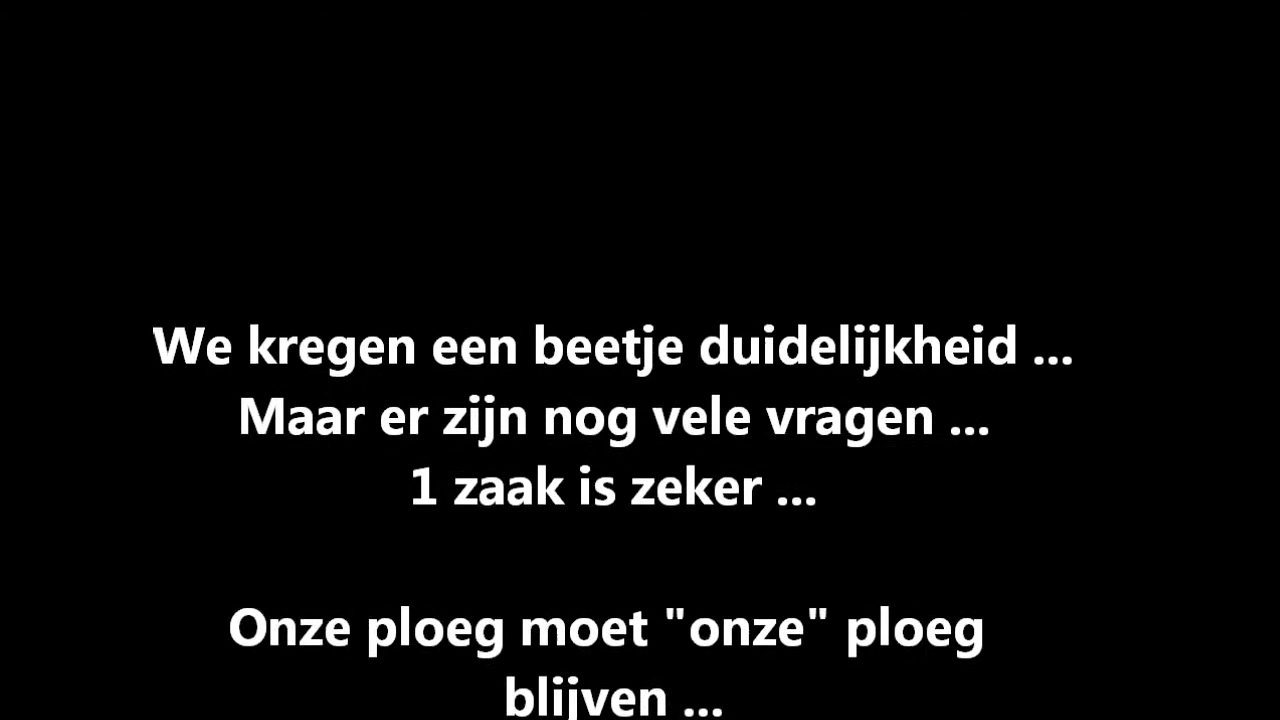 We kregen een beetje duidelijkheid ...
Maar er zijn nog vele vragen ...
1 zaak is zeker ...
Onze ploeg moet "onze" ploeg
blijven ...